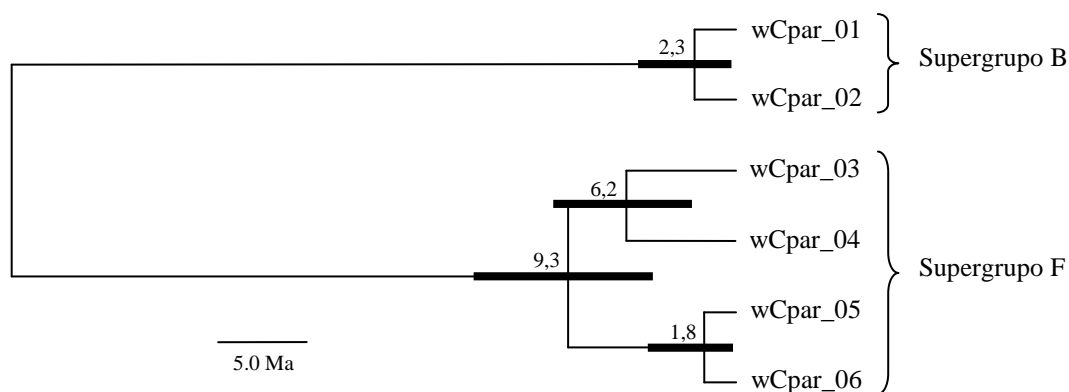 wCpar_01
2,3
Supergrupo B
wCpar_02
wCpar_03
6,2
wCpar_04
9,3
Supergrupo F
wCpar_05
1,8
5.0 Ma
wCpar_06